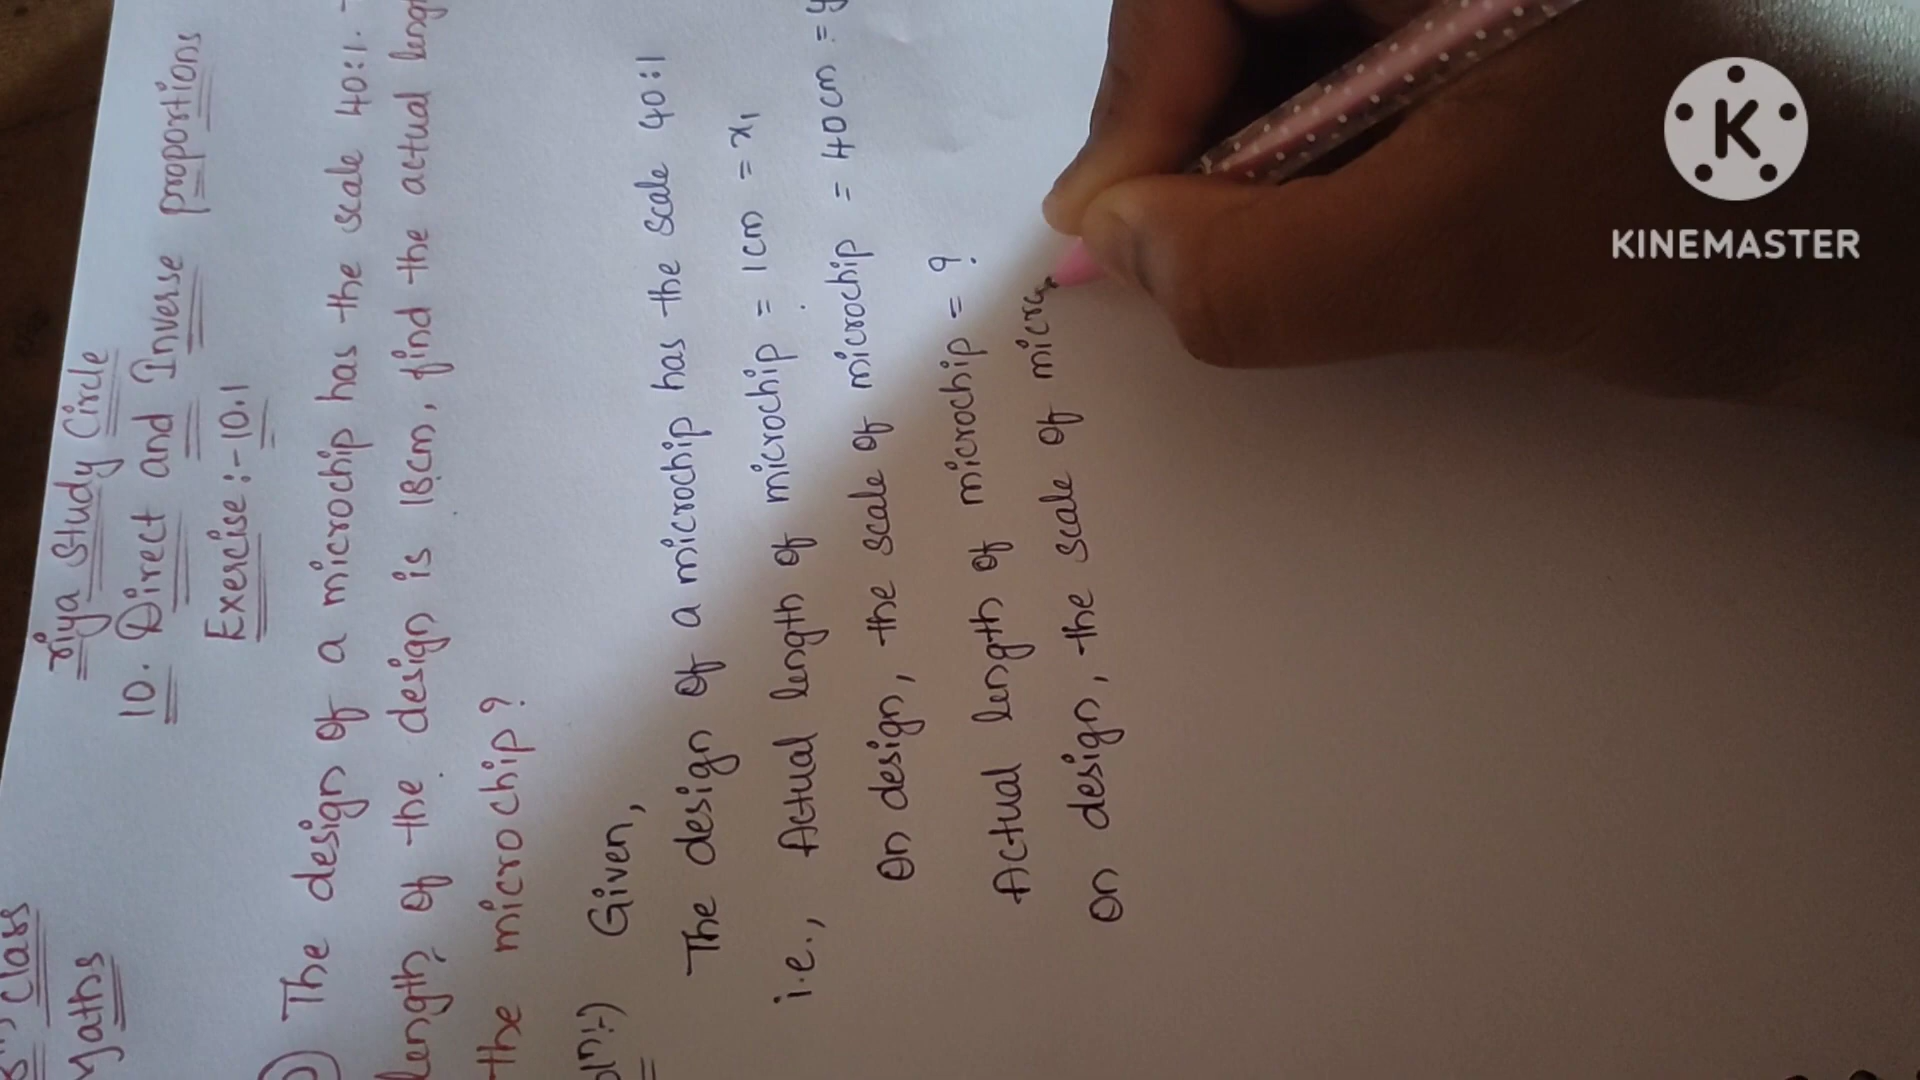 Class
riya Study Circle
Maths
10. Direct and Inverse proportions
Exercise:-10.1
The design of a microchip has the scale 40:1.
length of the design is 18cm, find the actual
the microchip?
Given,
The design of a microchip has the scale 40:1
i.e., Actual length of microchip = 1cm = x₁
On design, the scale of microchip = 40cm =
Actual length of microchip = ?
On design, the scale of micro
K
KINEMASTER